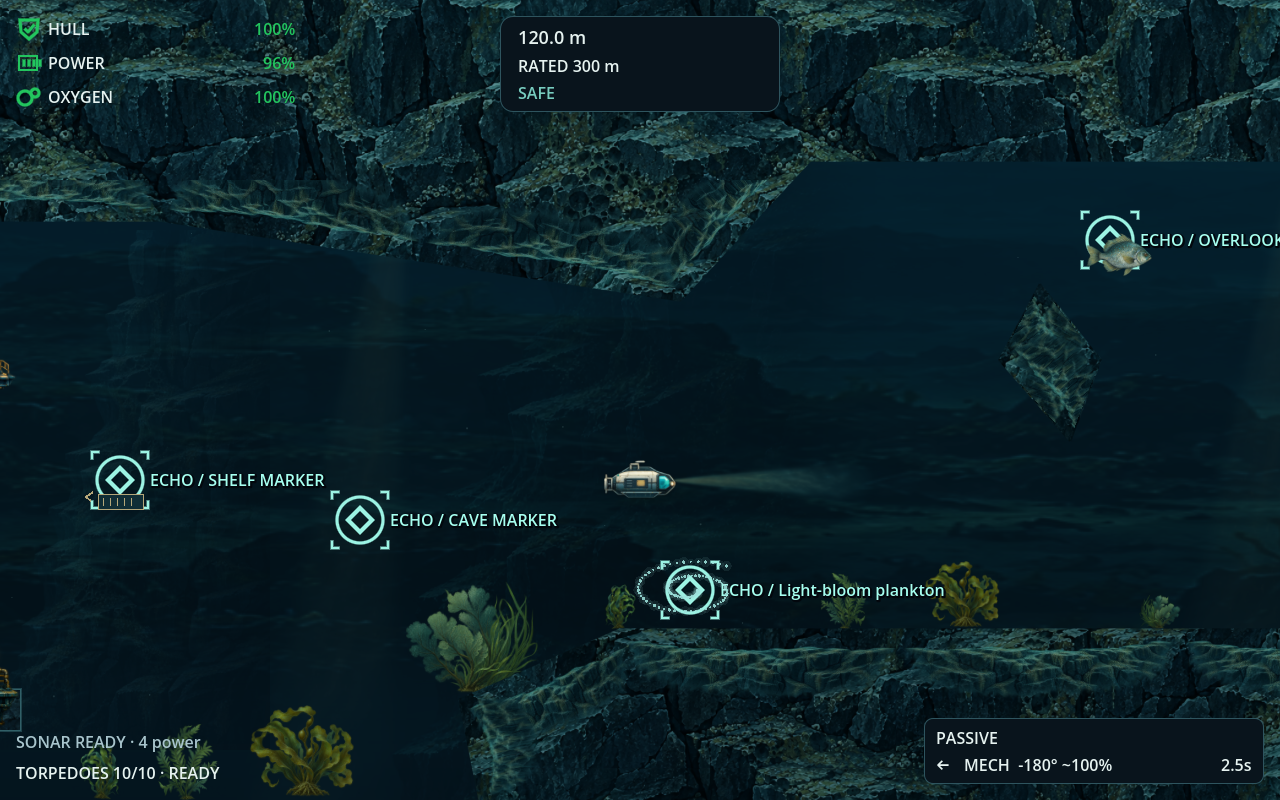 HULL 100%
POWER 96%
OXYGEN 100%
120.0 m
RATED 300 m
SAFE
ECHO / OVERLOOK
ECHO / SHELF MARKER
ECHO / CAVE MARKER
ECHO / Light-bloom plankton
SONAR READY · 4 power
TORPEDOES 10/10 · READY
PASSIVE
← MECH -180° ~100% 2.5s